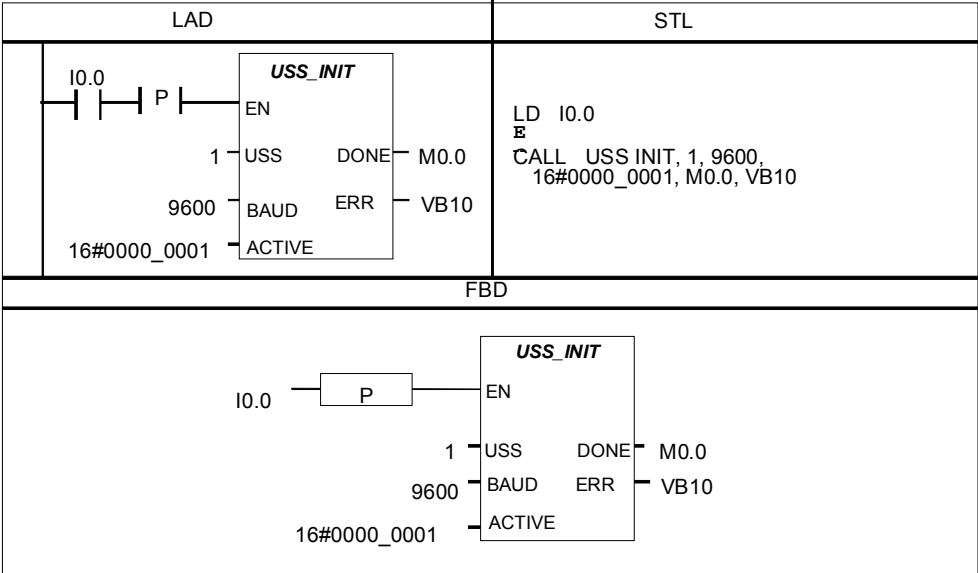 LAD
STL
I0.0
P
USS_INIT
EN
1 USS DONE M0.0
9600 BAUD ERR VB10
16#0000_0001 ACTIVE
LD I0.0
E
CALL USS INIT, 1, 9600,
16#0000_0001, M0.0, VB10
FBD
USS_INIT
I0.0 P EN
1 USS DONE M0.0
9600 BAUD ERR VB10
16#0000_0001 ACTIVE